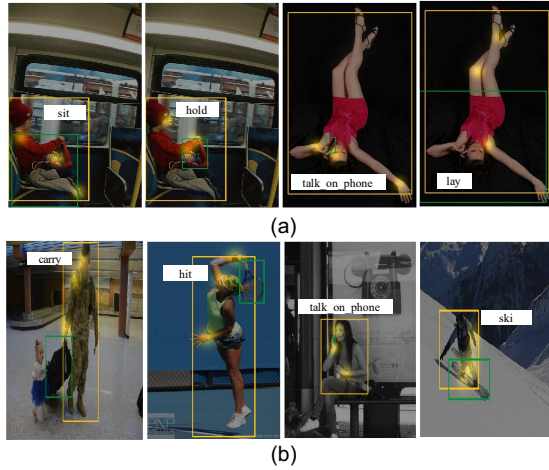 sit
hold
talk_on_phone
lay
(a)
carry
hit
talk_on_phone
ski
(b)